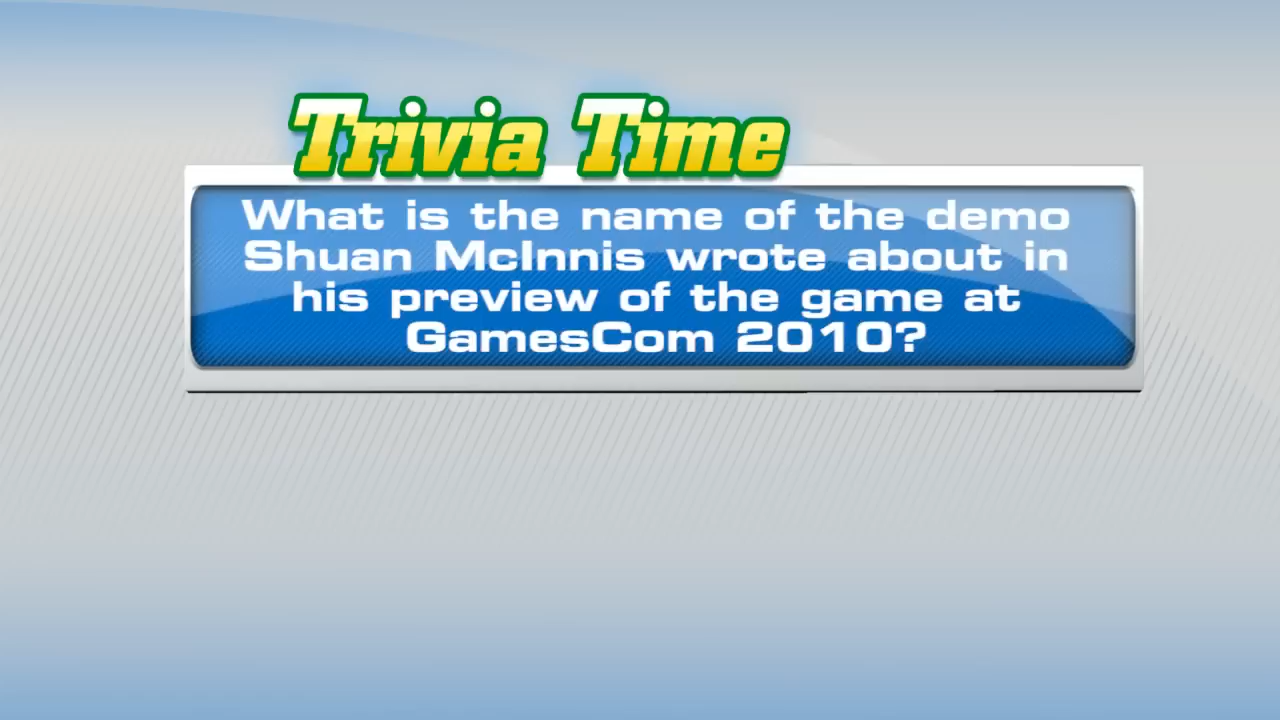 Trivia Time
What is the name of the demo
Shuan McInnis wrote about in
his preview of the game at
GamesCom 2010?